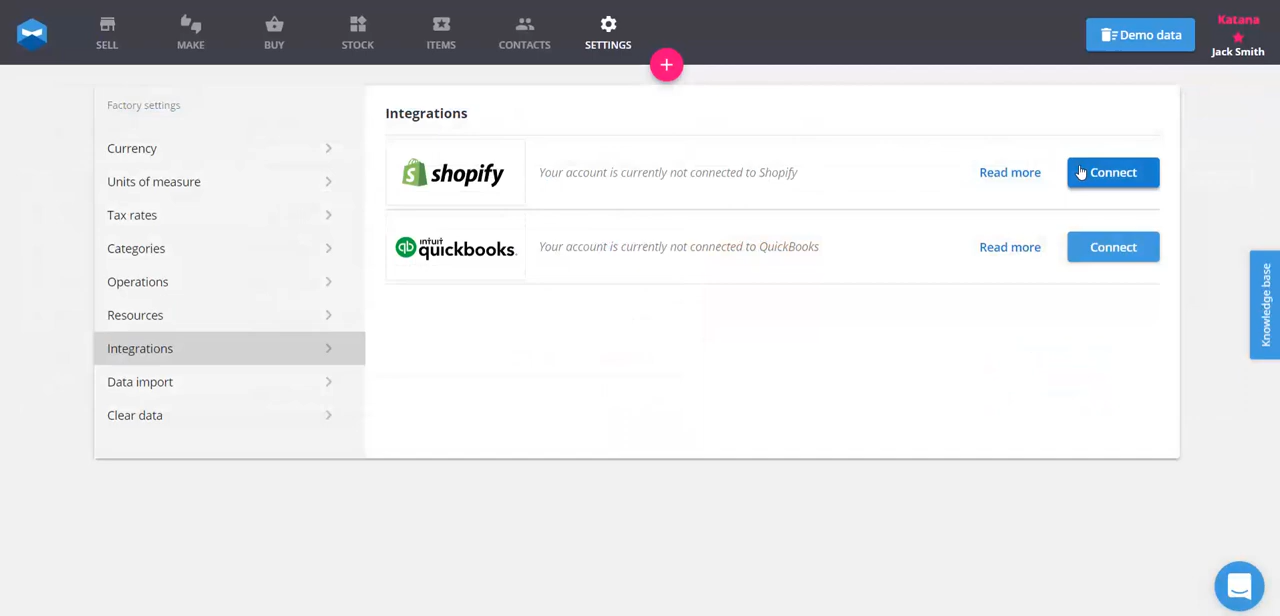 SELL MAKE BUY STOCK ITEMS CONTACTS SETTINGS
Demo data
Katana
Jack Smith
+
Factory settings
Currency
Units of measure
Tax rates
Categories
Operations
Resources
Integrations
Data import
Clear data
Integrations
shopify Your account is currently not connected to Shopify Read more Connect
qb intuit quickbooks. Your account is currently not connected to QuickBooks Read more Connect
Knowledge base